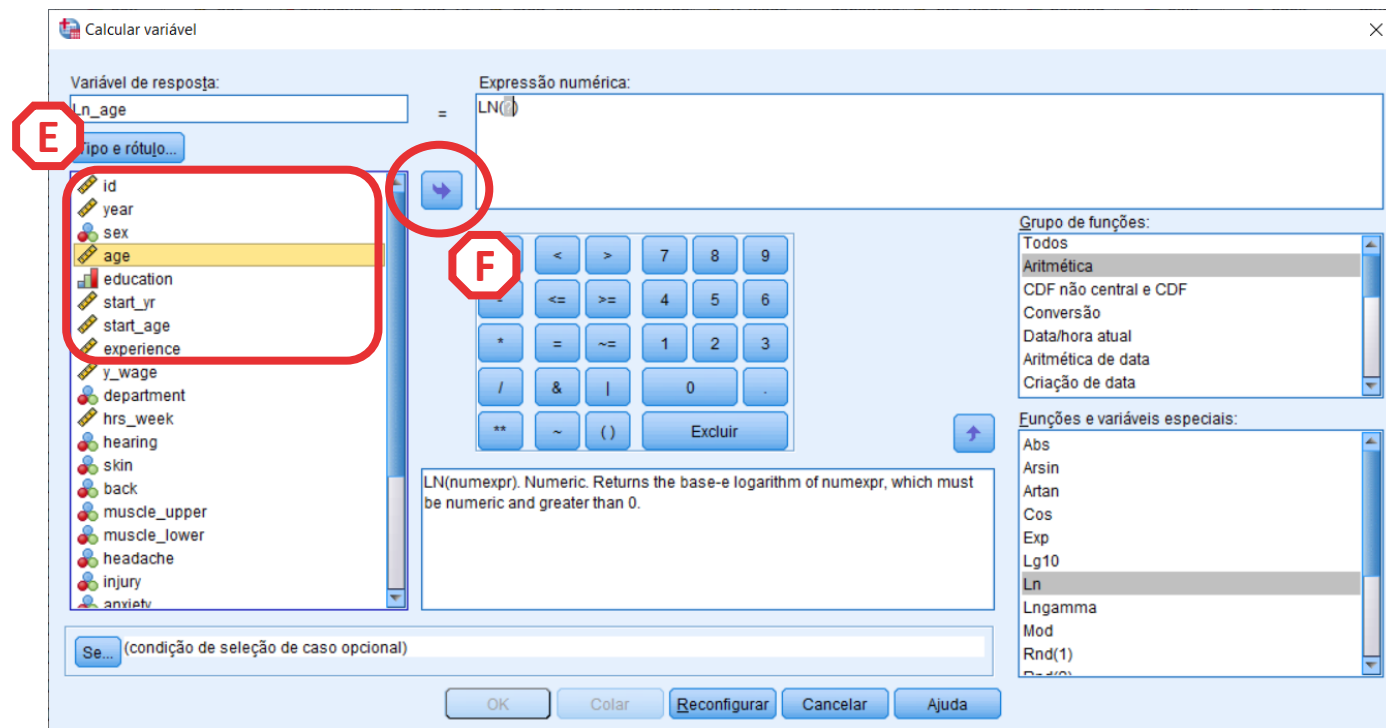 Calcular variável
Variável de resposta:
Ln_age
=
Expressão numérica:
LN(?)
E
Tipo e rótulo...
id
year
sex
age
education
start_yr
start_age
experience
y_wage
department
hrs_week
hearing
skin
back
muscle_upper
muscle_lower
headache
injury
anxiety
F
< > 7 8 9
- <= >= 4 5 6
* = ~= 1 2 3
/ & | 0 .
** ~ ( ) Excluir
Grupo de funções:
Todos
Aritmética
CDF não central e CDF
Conversão
Data/hora atual
Aritmética de data
Criação de data
Funções e variáveis especiais:
Abs
Arsin
Artan
Cos
Exp
Lg10
Ln
Lngamma
Mod
Rnd(1)
LN(numexpr). Numeric. Returns the base-e logarithm of numexpr, which must
be numeric and greater than 0.
Se... (condição de seleção de caso opcional)
OK Colar Reconfigurar Cancelar Ajuda